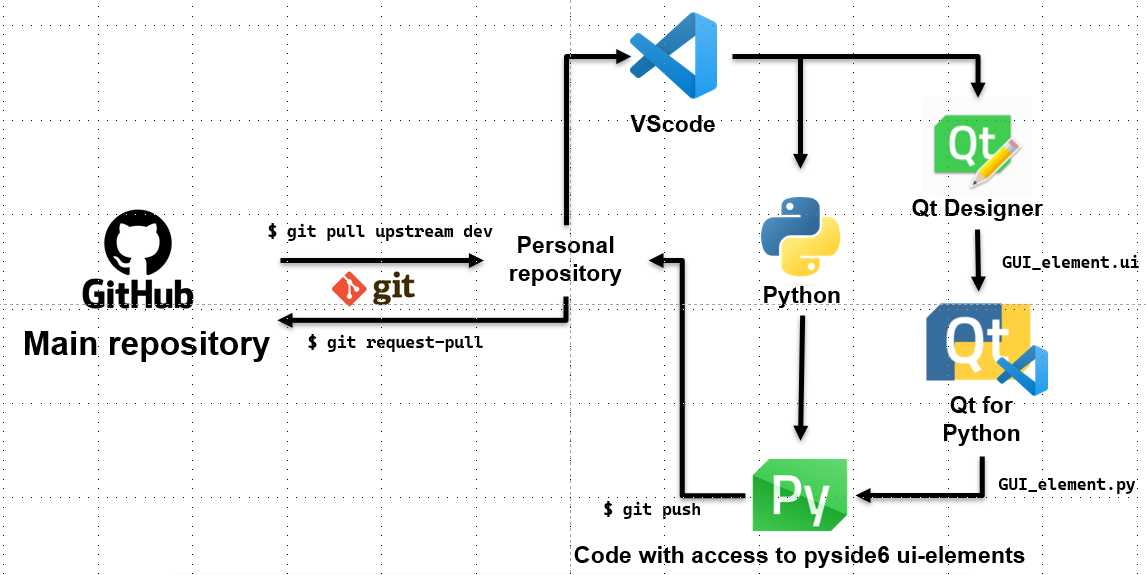 VScode
Qt
Qt Designer
$ git pull upstream dev
Personal
repository
GitHub
git
Main repository
$ git request-pull
Python
GUI_element.ui
Qt
Qt for
Python
GUI_element.py
$ git push
Py
Code with access to pyside6 ui-elements